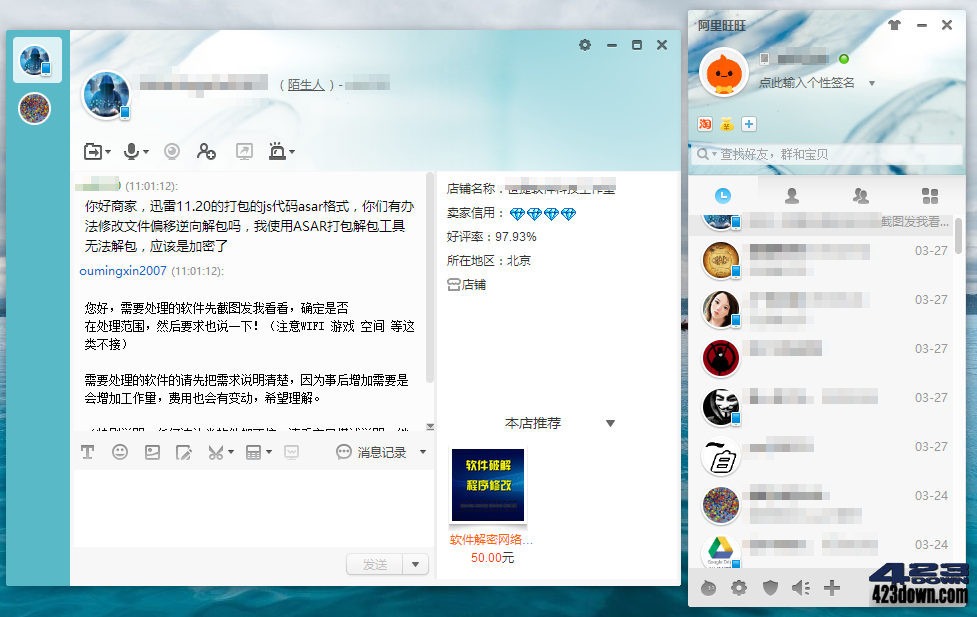 阿里旺旺
（陌生人）-
点此输入个性签名
查找好友，群和宝贝
(11:01:12):
你好商家，迅雷11.20的打包的js代码asar格式，你们有办
法修改文件偏移逆向解包吗，我使用ASAR打包解包工具
无法解包，应该是加密了
oumingxin2007 (11:01:12):
您好，需要处理的软件先截图发我看看，确定是否
在处理范围，然后要求也说一下！（注意WIFI 游戏 空间 等这
类不接）
需要处理的软件的请先把需求说明清楚，因为事后增加需要是
会增加工作量，费用也会有变动，希望理解。
消息记录
发送
店铺名称：
卖家信用：
好评率：97.93%
所在地区：北京
店铺
本店推荐
软件破解
程序修改
软件解密网络...
50.00元
淘
截图发我看...
03-27
03-27
03-27
03-27
03-27
03-24
03-24
423DOWN
423down.com